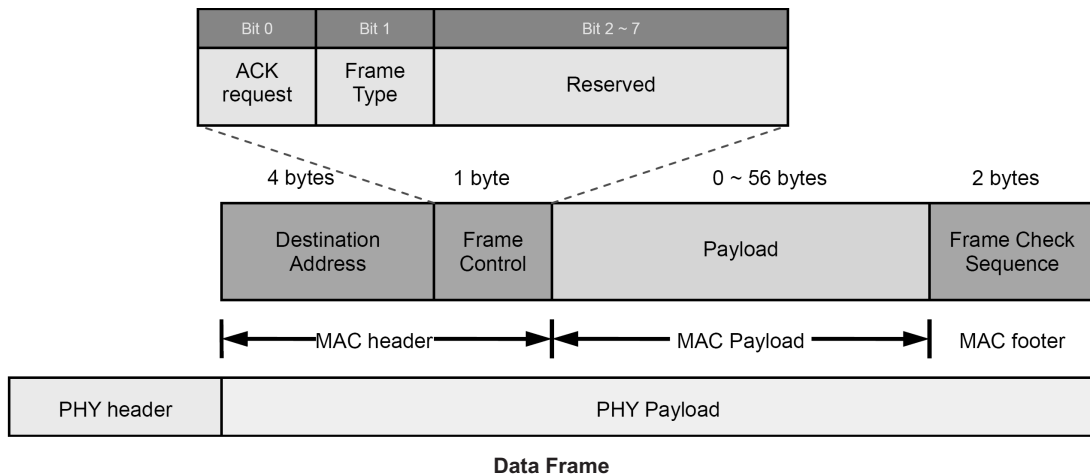 Bit 0 Bit 1 Bit 2 ~ 7
ACK Frame Reserved
request Type
4 bytes 1 byte 0 ~ 56 bytes 2 bytes
Destination Frame Payload Frame Check
Address Control Sequence
MAC header MAC Payload MAC footer
PHY header PHY Payload
Data Frame